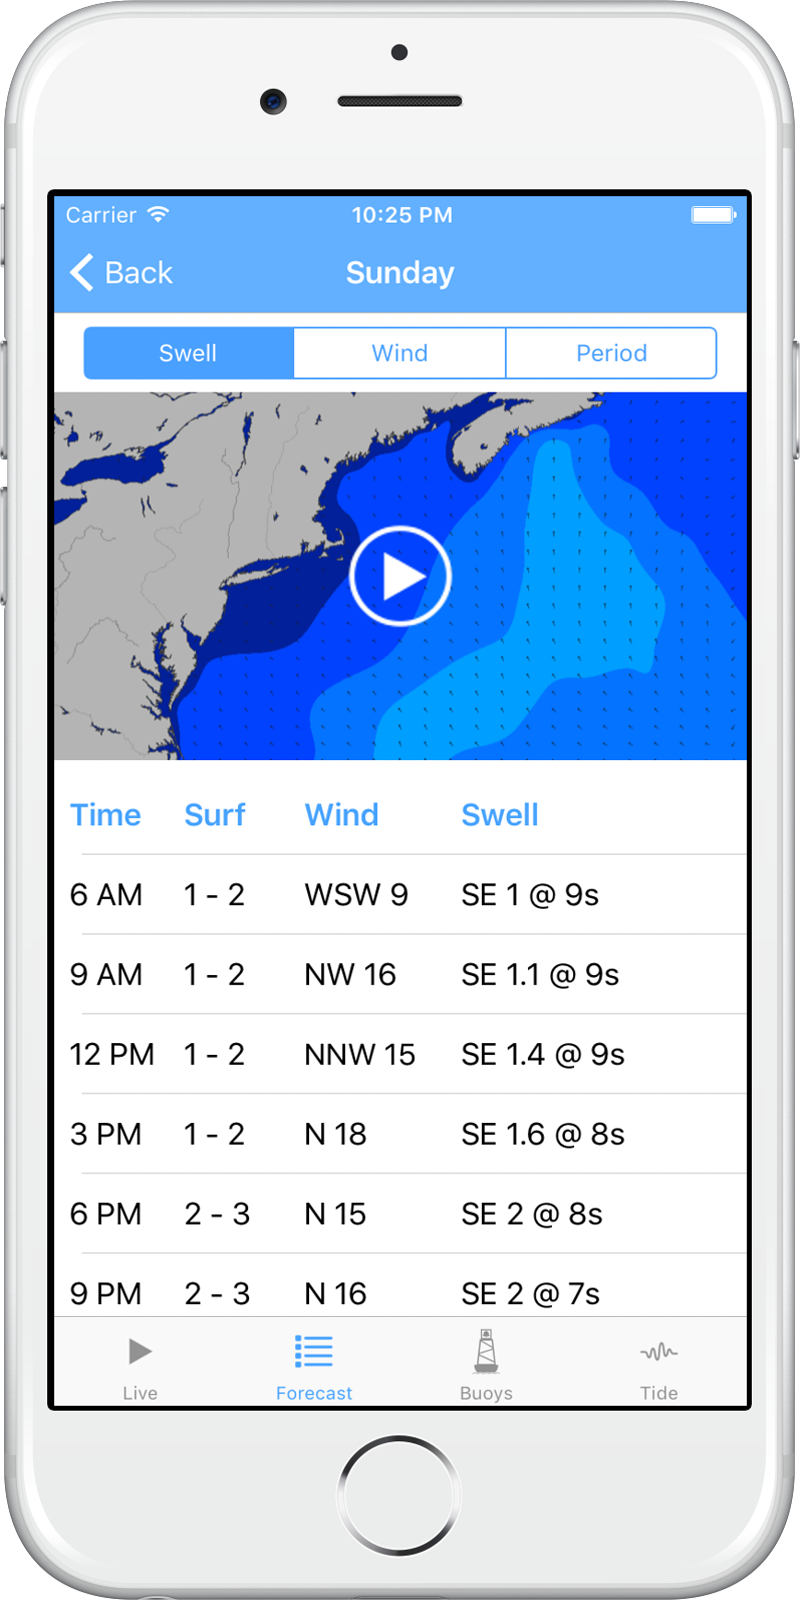 Carrier 10:25 PM
Back Sunday
Swell Wind Period
Time Surf Wind Swell
6 AM 1 - 2 WSW 9 SE 1 @ 9s
9 AM 1 - 2 NW 16 SE 1.1 @ 9s
12 PM 1 - 2 NNW 15 SE 1.4 @ 9s
3 PM 1 - 2 N 18 SE 1.6 @ 8s
6 PM 2 - 3 N 15 SE 2 @ 8s
9 PM 2 - 3 N 16 SE 2 @ 7s
Live Forecast Buoys Tide